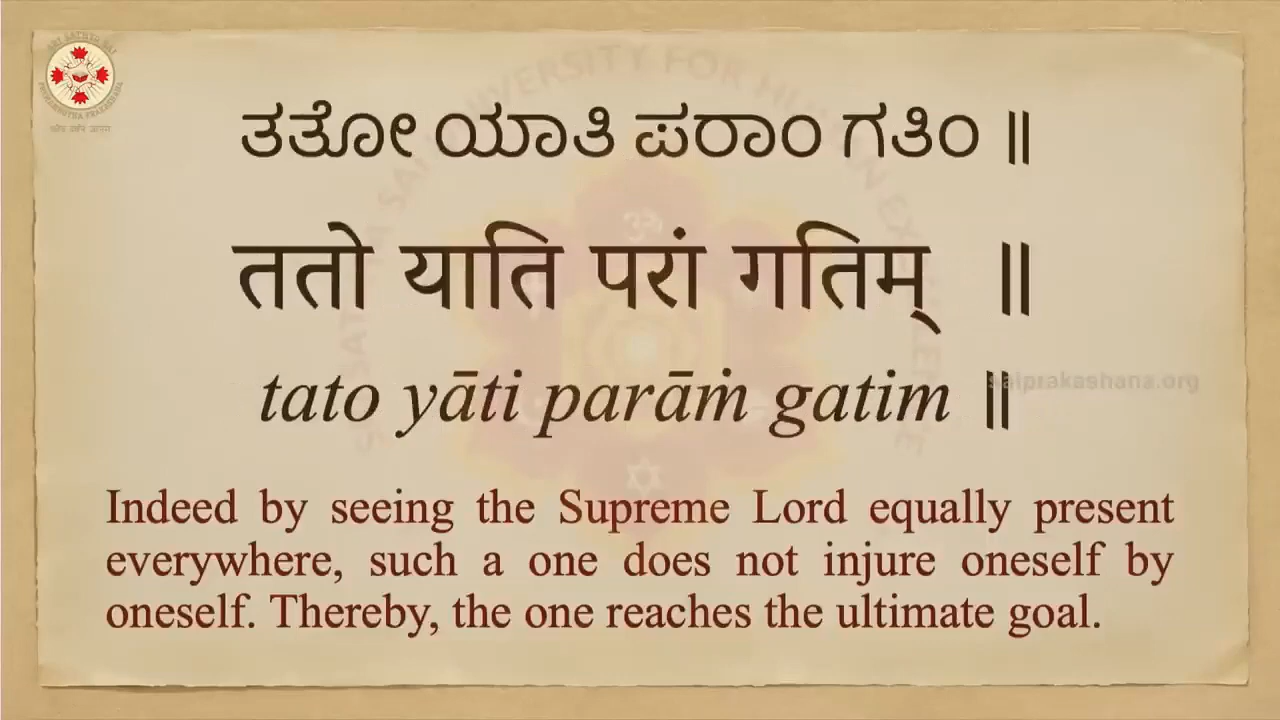 ತತೋ ಯಾತಿ ಪರಾಂ ಗತಿಂ ॥
ततो याति परां गतिम् ॥
tato yāti parāṁ gatim ॥
saiprakashana.org
Indeed by seeing the Supreme Lord equally present
everywhere, such a one does not injure oneself by
oneself. Thereby, the one reaches the ultimate goal.